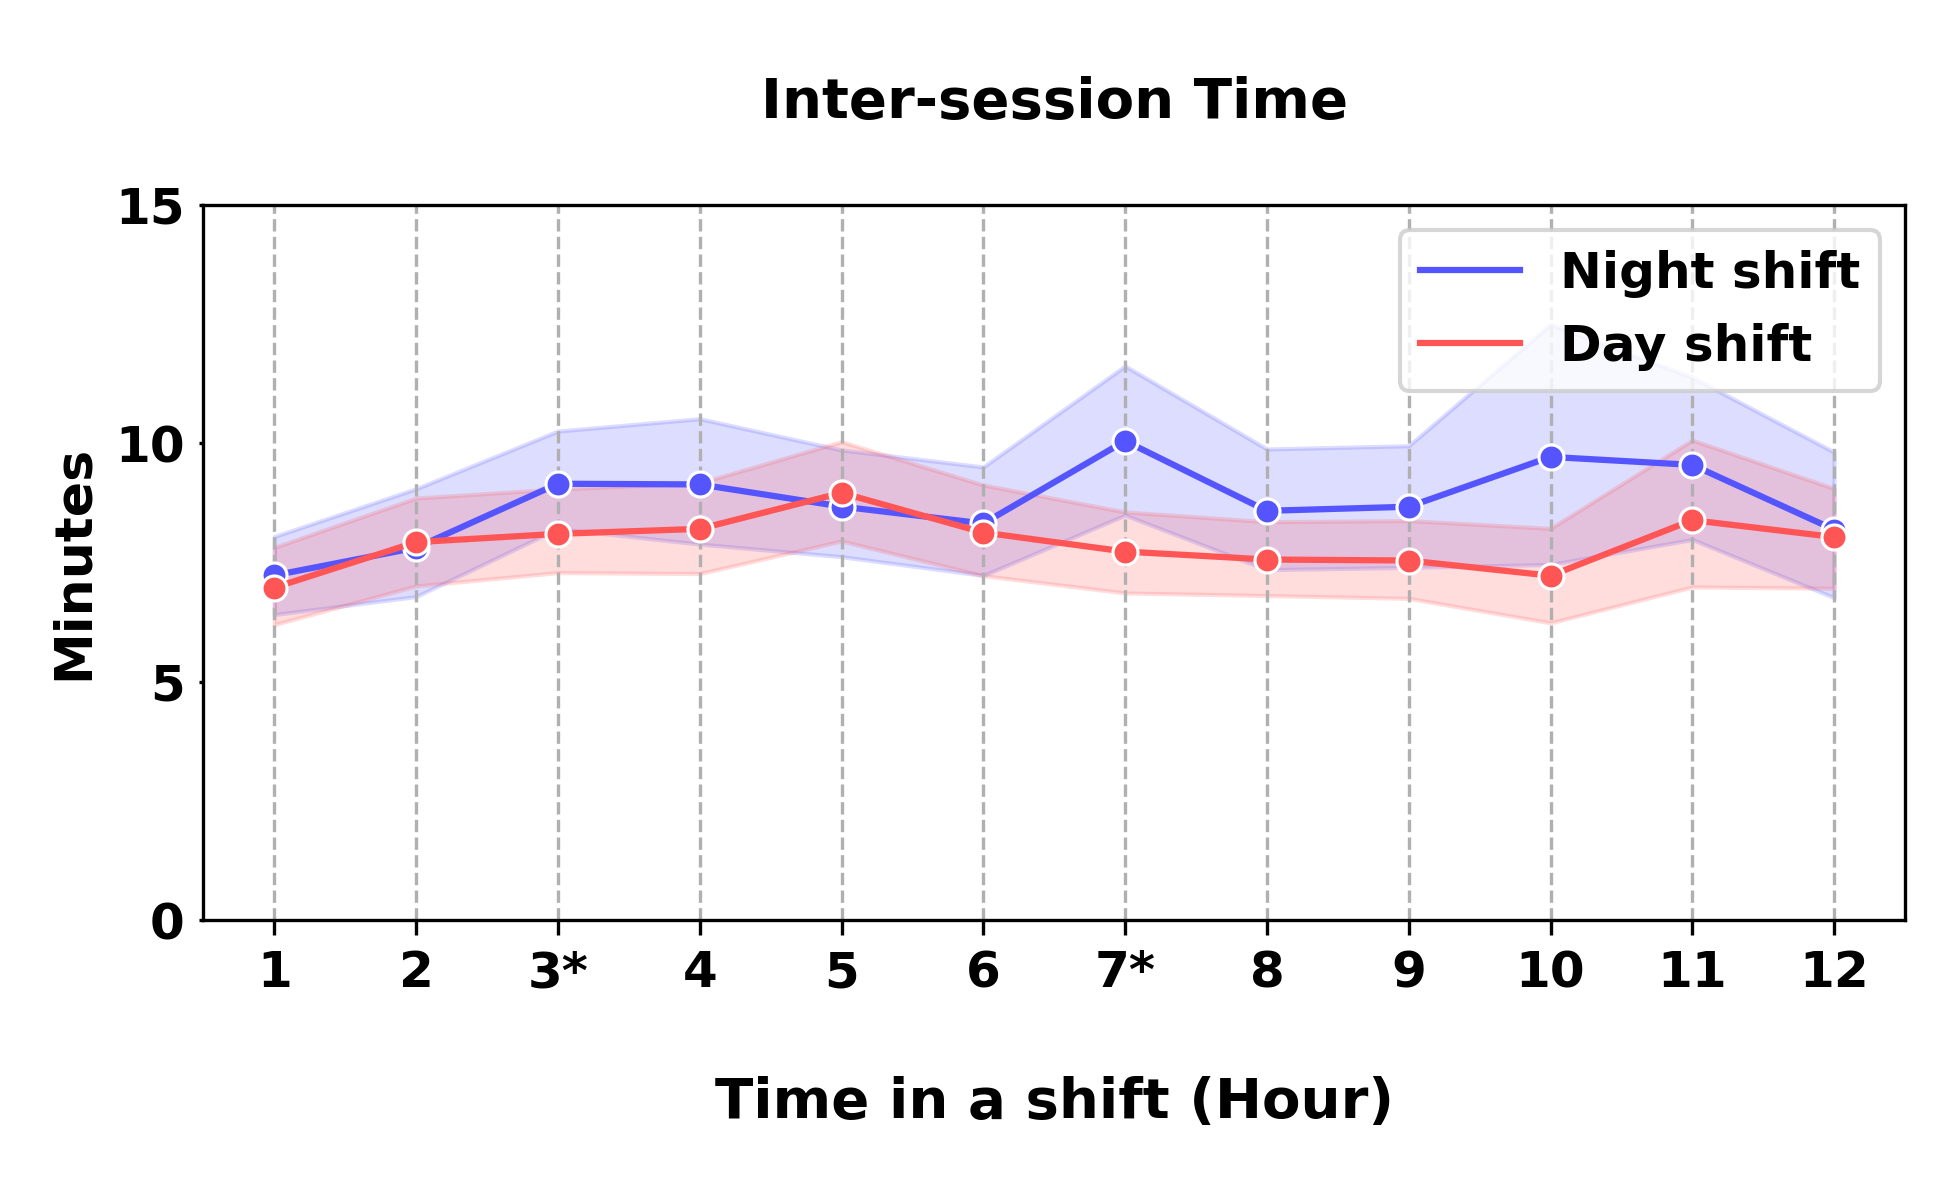 Inter-session Time
15
10
5
0
Minutes
Night shift
Day shift
1 2 3* 4 5 6 7* 8 9 10 11 12
Time in a shift (Hour)